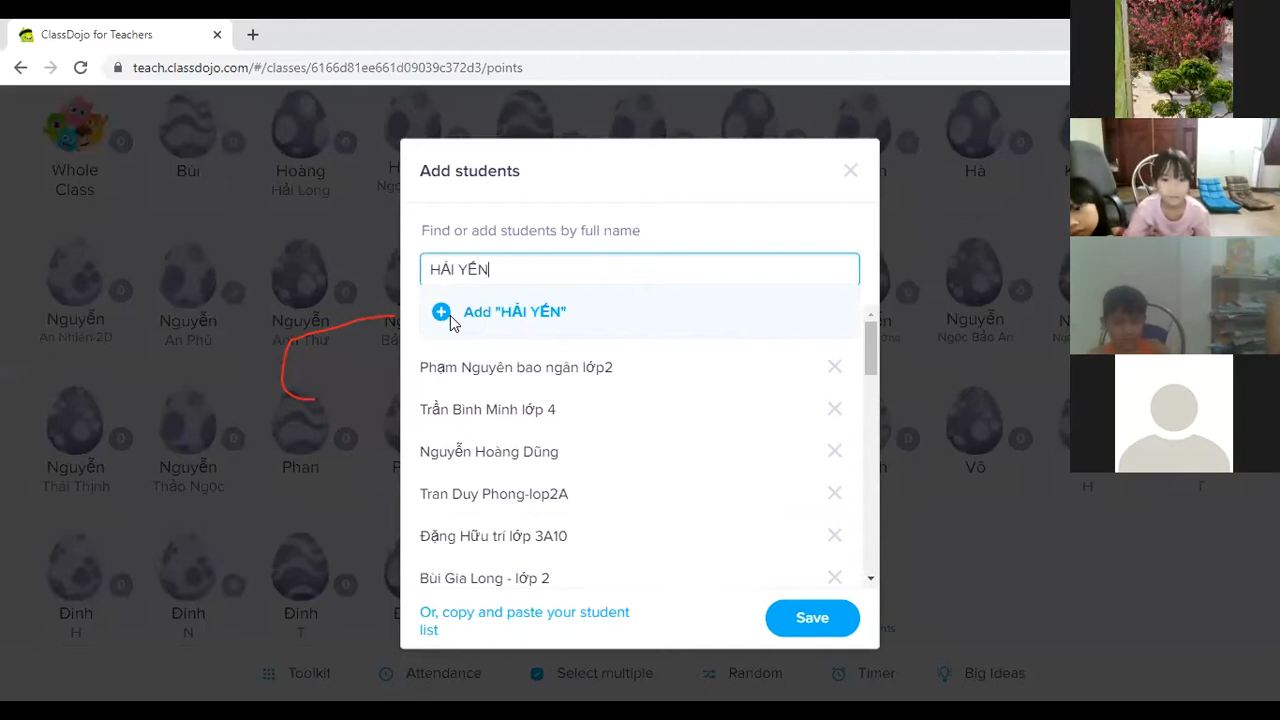 ClassDojo for Teachers
teach.classdojo.com/#/classes/6166d81ee661d09039c372d3/points
Whole Class
0
Bùi
0
Hoàng
Hải Long
0
Hà
Add students
Find or add students by full name
HẢI YẾN
Add "HẢI YẾN"
Phạm Nguyên bao ngân lớp2
Trần Bình Minh lớp 4
Nguyễn Hoàng Dũng
Tran Duy Phong-lop2A
Đặng Hữu trí lớp 3A10
Bùi Gia Long - lớp 2
Or, copy and paste your student
list
Save
Nguyễn
An Nhiên 2D
Nguyễn
An Phú
Nguyễn
Anh Thư
Nguyễn
Ngọc Bảo An
Nguyễn
Thái Thịnh
Nguyễn
Thảo Ngọc
Phan
Võ
H
T
Đinh
H
Đinh
N
Đinh
T
Toolkit
Attendance
Select multiple
Random
Timer
Big Ideas